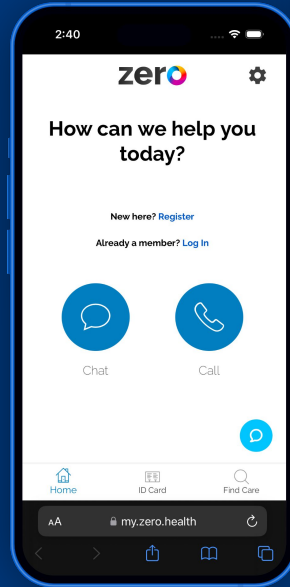 2:40
zero
How can we help you
today?
New here? Register
Already a member? Log In
Chat Call
Home ID Card Find Care
AA my.zero.health